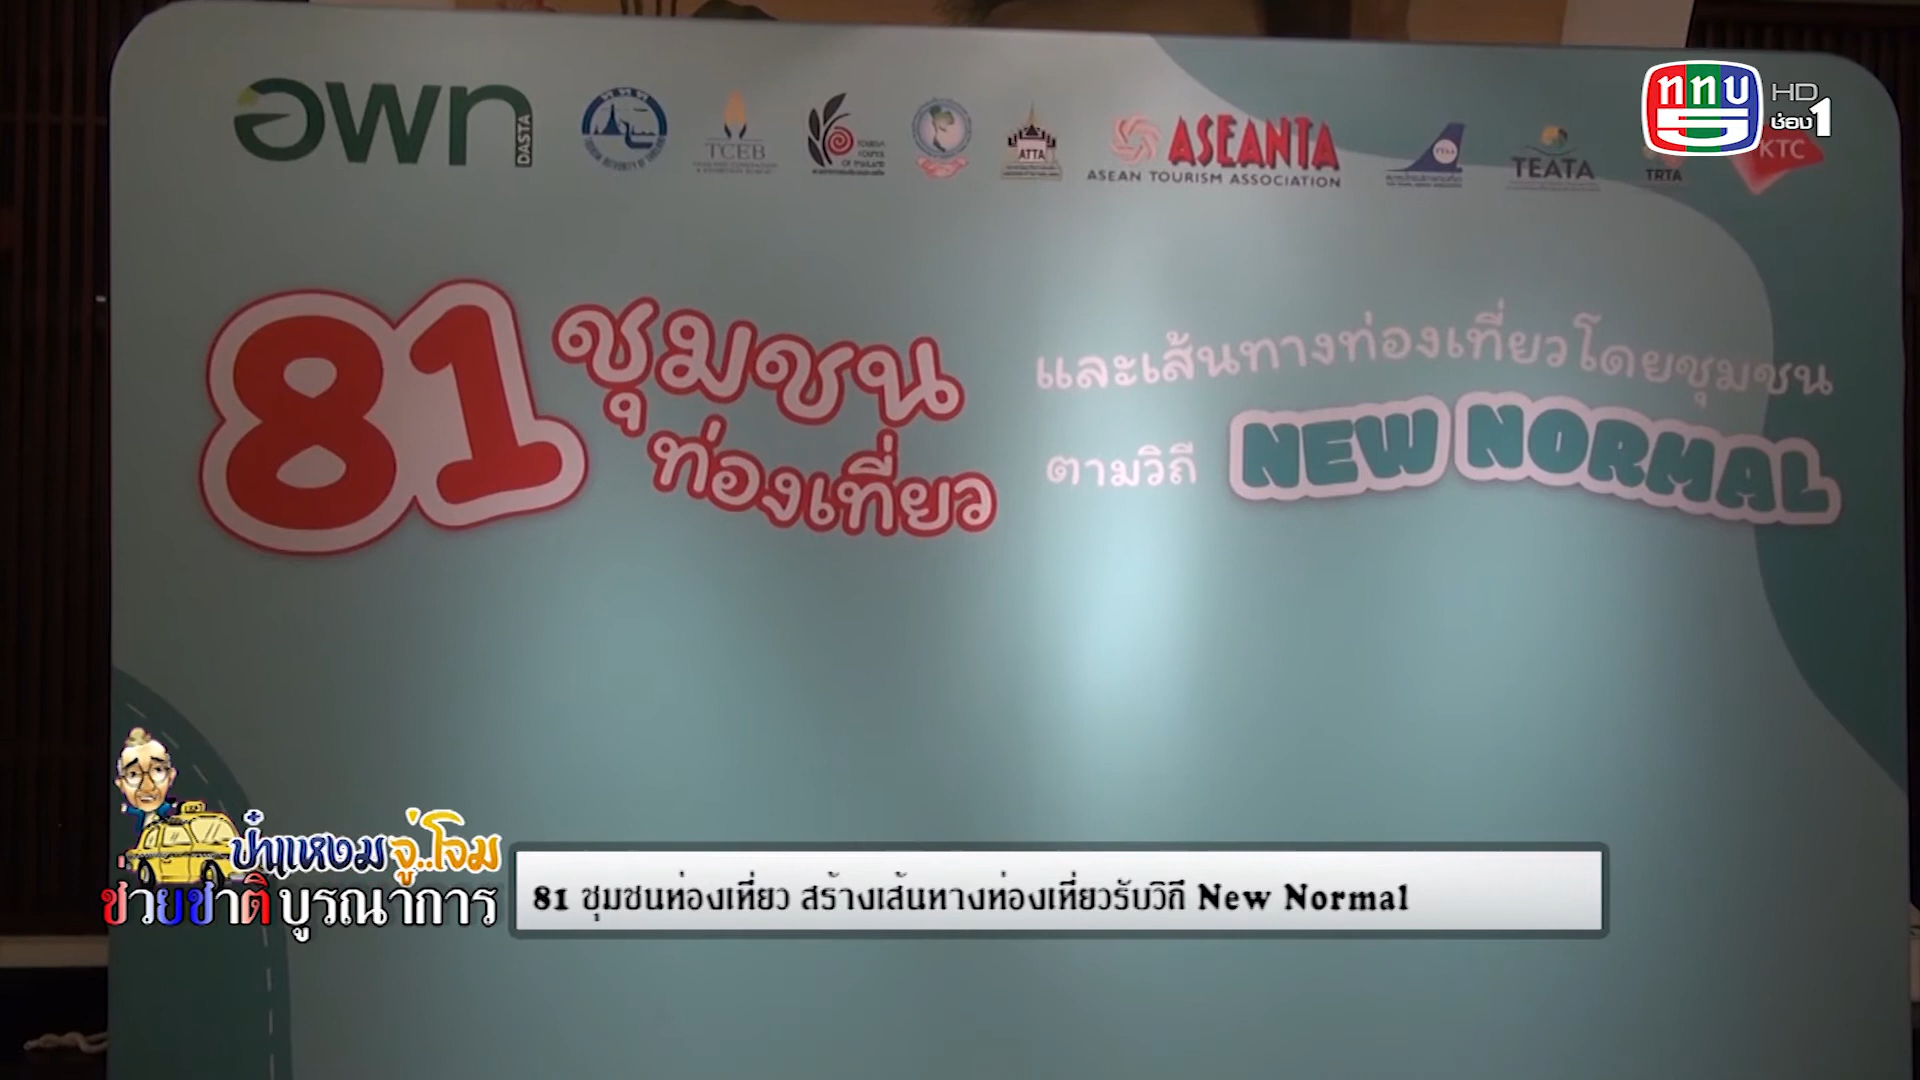 อพท
DASTA
TCEB
ATTA
ASEANTA
ASEAN TOURISM ASSOCIATION
TEATA
TRTA
KTC
ททบ
5
HD
ช่อง1
81 ชุมชน
ท่องเที่ยว
และเส้นทางท่องเที่ยวโดยชุมชน
ตามวิถี NEW NORMAL
ป๋าแหงม จู่..โจม
ช่วยชาติ บูรณาการ
81 ชุมชนท่องเที่ยว สร้างเส้นทางท่องเที่ยวรับวิถี New Normal